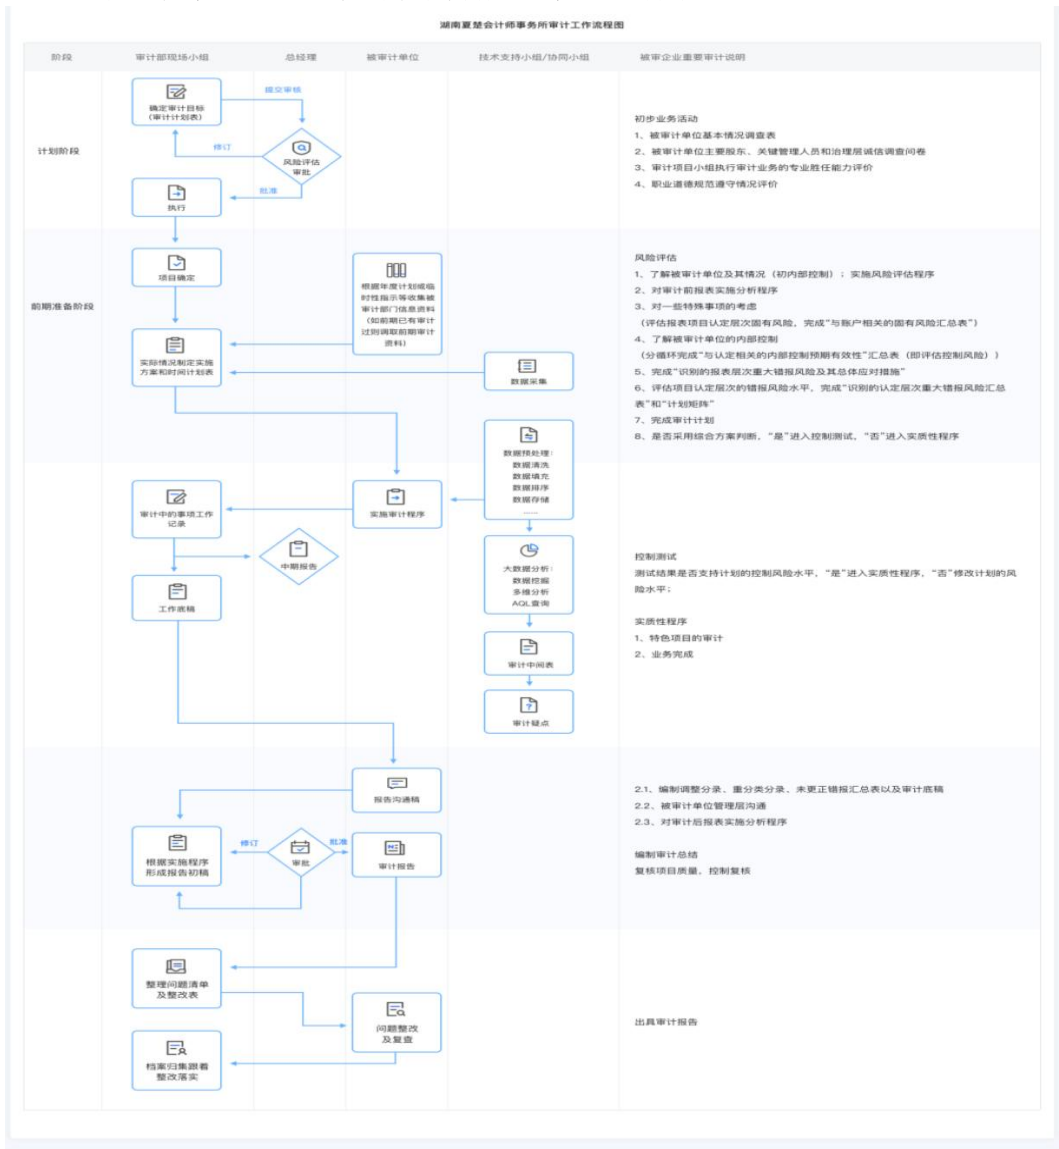 湖南夏楚会计师事务所审计工作流程图
阶段
审计部现场小组
总经理
被审计单位
技术支持小组/协同小组
被审企业重要审计说明
计划阶段
确定审计目标
(审计计划表)
提交审核
修订
风险评估
审批
批准
执行
初步业务活动
1、被审计单位基本情况调查表
2、被审计单位主要股东、关键管理人员和治理层诚信调查问卷
3、审计项目小组执行审计业务的专业胜任能力评价
4、职业道德规范遵守情况评价
前期准备阶段
项目确定
根据年度计划或临
时性指示等收集被
审计部门信息资料
(如前期已有审计
过则调取前期审计
资料)
实际情况制定实施
方案和时间计划表
数据采集
风险评估
1、了解被审计单位及其情况（初内部控制）；实施风险评估程序
2、对审计前报表实施分析程序
3、对一些特殊事项的考虑
（评估报表项目认定层次固有风险，完成“与账户相关的固有风险汇总表”）
4、了解被审计单位的内部控制
（分循环完成“与认定相关的内部控制预期有效性”汇总表（即评估控制风险））
5、完成“识别的报表层次重大错报风险及其总体应对措施”
6、评估项目认定层次的错报风险水平，完成“识别的认定层次重大错报风险汇总
表”和“计划矩阵”
7、完成审计计划
8、是否采用综合方案判断，“是”进入控制测试，“否”进入实质性程序
数据预处理：
数据清洗
数据填充
数据排序
数据存储
......
审计中的事项工作
记录
实施审计程序
中期报告
工作底稿
大数据分析：
数据挖掘
多维分析
AQL查询
审计中间表
审计疑点
控制测试
测试结果是否支持计划的控制风险水平，“是”进入实质性程序，“否”修改计划的风
险水平；
实质性程序
1、特色项目的审计
2、业务完成
报告沟通稿
根据实施程序
形成报告初稿
修订
审批
批准
审计报告
2.1、编制调整分录、重分类分录、未更正错报汇总表以及审计底稿
2.2、被审计单位管理层沟通
2.3、对审计后报表实施分析程序
编制审计总结
复核项目质量，控制复核
整理问题清单
及整改表
问题整改
及复查
档案归集跟着
整改落实
出具审计报告